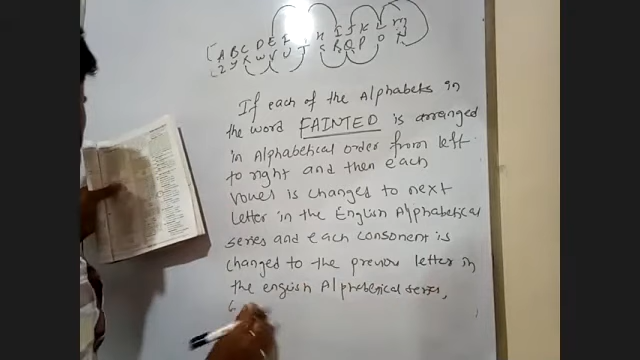 A B C D E F H I J K L M
Z Y X W V U T S R Q P O N
If each of the Alphabets in
the word FAINTED is arranged
in Alphabetical order from left
to right and then each
vowel is changed to next
letter in the English Alphabetical
series and each consonent is
changed to the previou letter in
the english Alphabetical series,